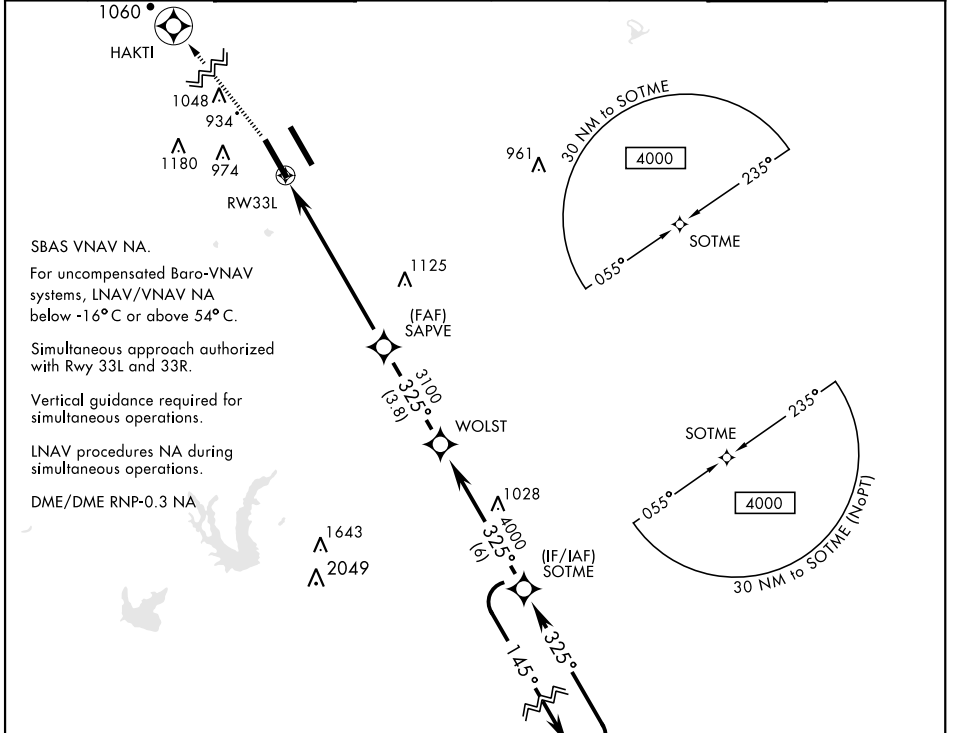 1060
HAKTI
1048
934
1180
974
RW33L
961
30 NM to SOTME
4000
235°
055°
SOTME
SBAS VNAV NA.
For uncompensated Baro-VNAV
systems, LNAV/VNAV NA
below -16°C or above 54°C.
Simultaneous approach authorized
with Rwy 33L and 33R.
Vertical guidance required for
simultaneous operations.
LNAV procedures NA during
simultaneous operations.
DME/DME RNP-0.3 NA
1125
(FAF)
SAPVE
3100
325°
(3.8)
WOLST
1028
4000
325°
(6)
(IF/IAF)
SOTME
1643
2049
145°
325°
SOTME
235°
055°
4000
30 NM to SOTME (NoPT)